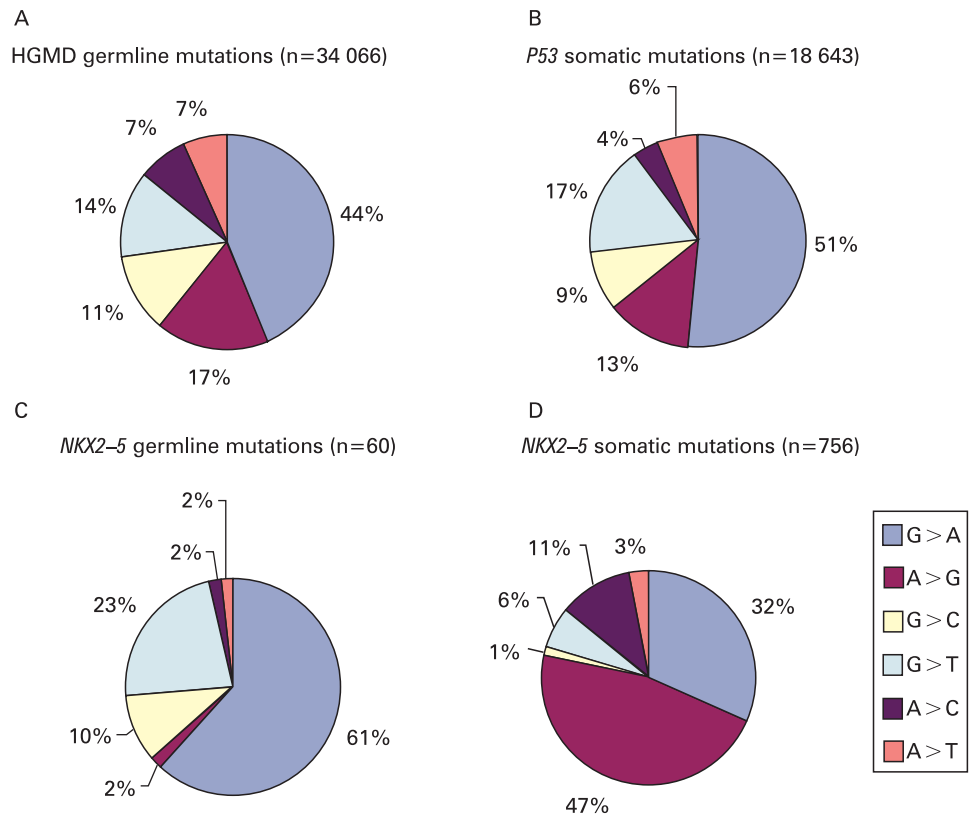 A
HGMD germline mutations (n=34 066)
7%
7%
14%
44%
11%
17%
B
P53 somatic mutations (n=18 643)
6%
4%
17%
51%
9%
13%
C
NKX2–5 germline mutations (n=60)
2%
2%
23%
10%
61%
2%
D
NKX2–5 somatic mutations (n=756)
11%
3%
6%
32%
1%
47%
G > A
A > G
G > C
G > T
A > C
A > T